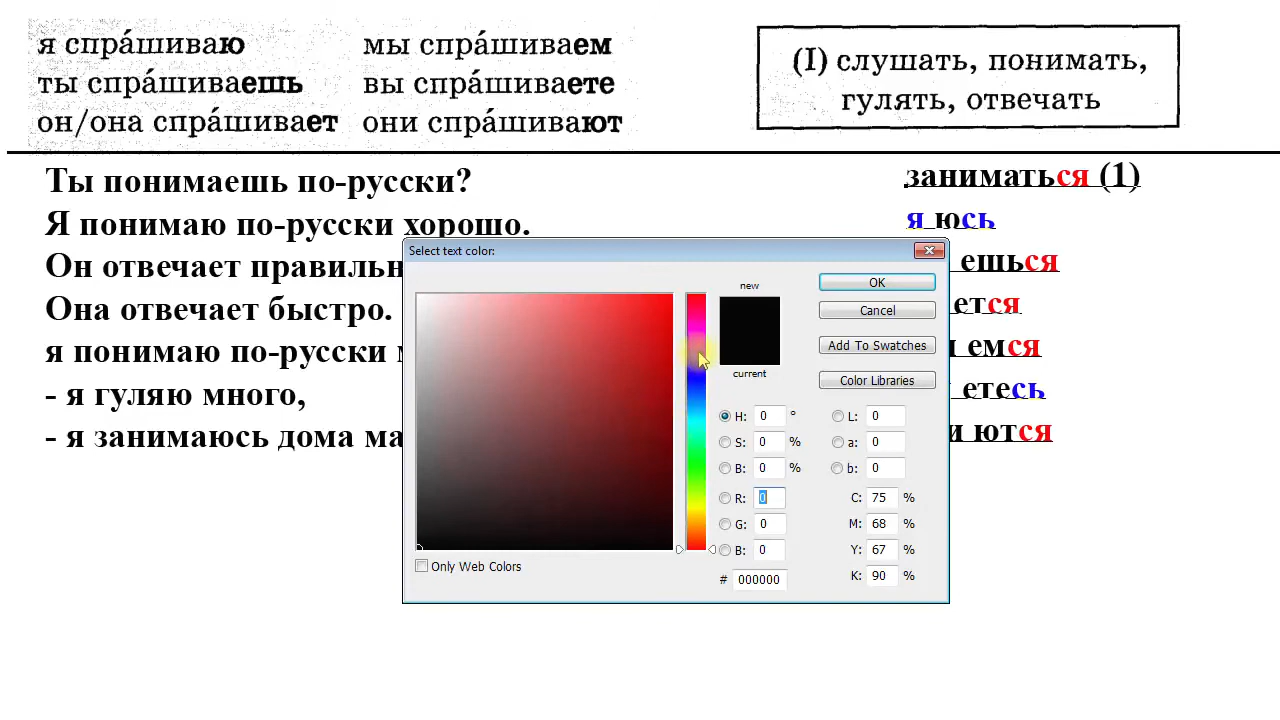 я спра́шиваю мы спра́шиваем
ты спра́шиваешь вы спра́шиваете
он/она спра́шивает они спра́шивают
(I) слушать, понимать,
гулять, отвечать
Ты понимаешь по-русски?
Я понимаю по-русски хорошо.
Он отвечает правильн
Она отвечает быстро.
я понимаю по-русски
- я гуляю много,
- я занимаюсь дома ма
заниматься (1)
я юсь
ешься
ется
емся
етесь
и ются
Select text color:
new
current
OK
Cancel
Add To Swatches
Color Libraries
H: 0 °
S: 0 %
B: 0 %
R: 0
G: 0
B: 0
# 000000
L: 0
a: 0
b: 0
C: 75 %
M: 68 %
Y: 67 %
K: 90 %
Only Web Colors